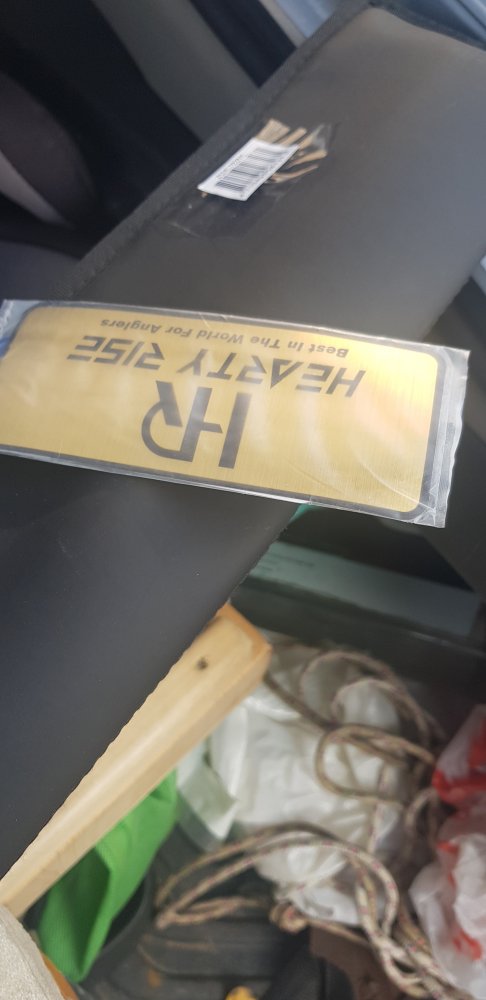 HR
HEARTY RISE
Best In The World For Anglers